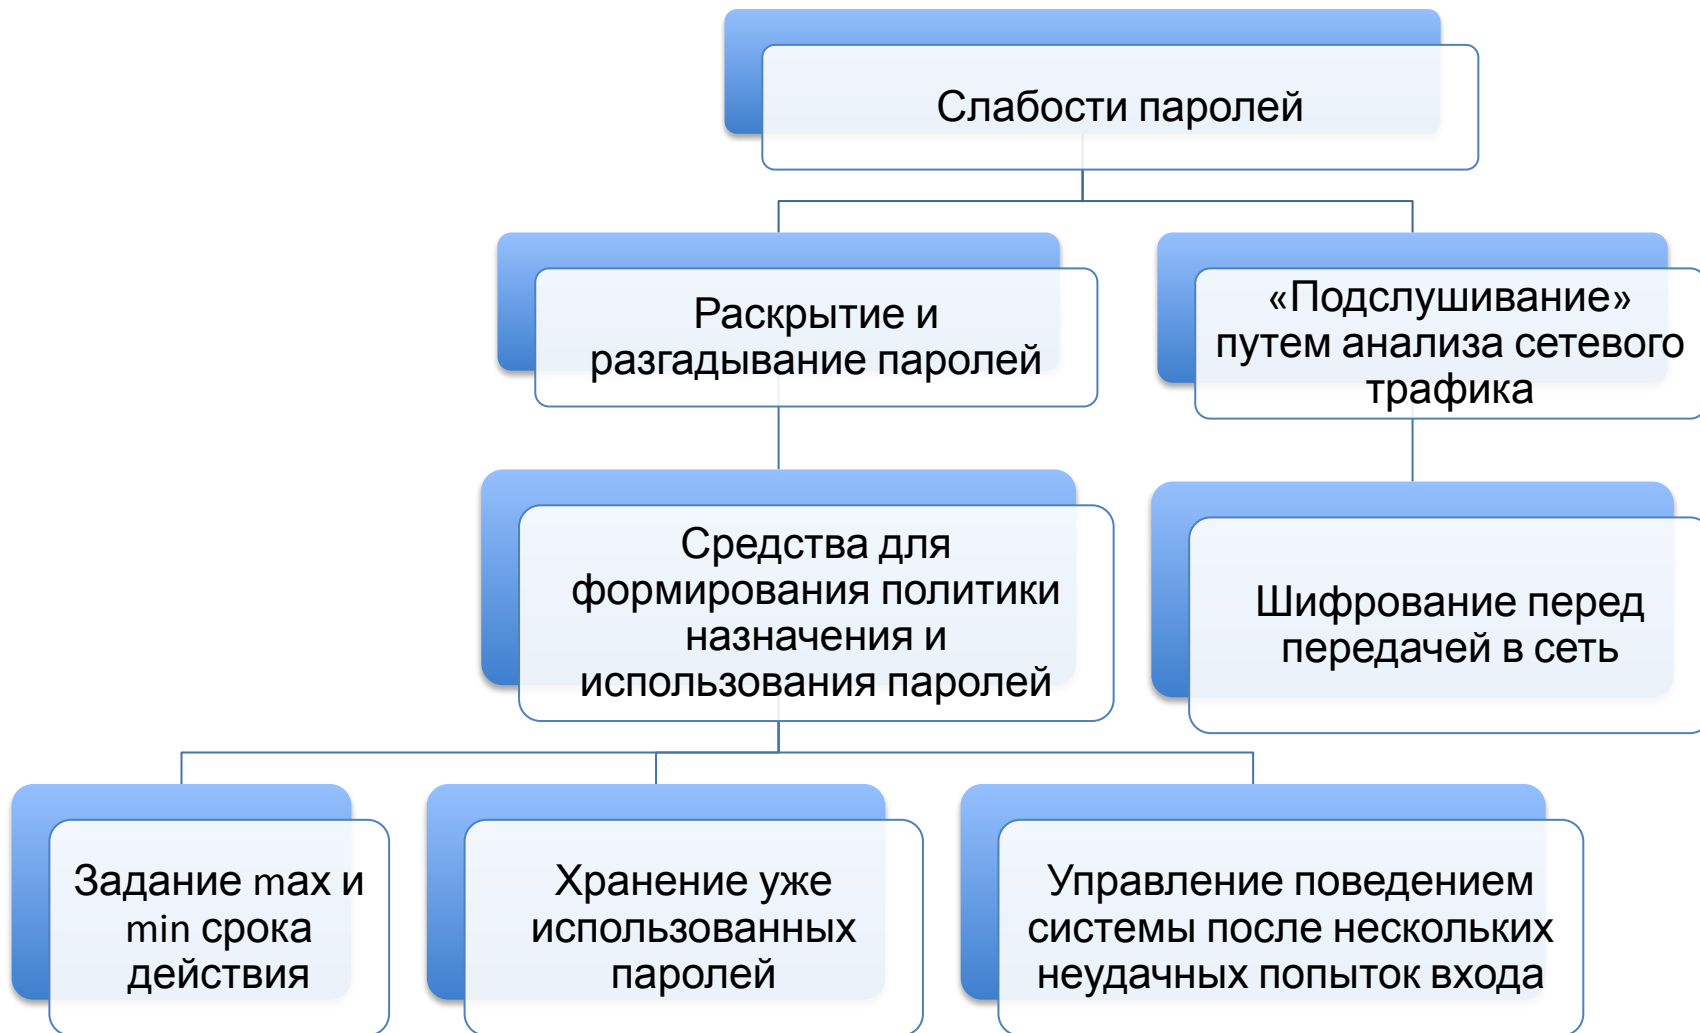 Слабости паролей
Раскрытие и
разгадывание паролей
«Подслушивание»
путем анализа сетевого
трафика
Средства для
формирования политики
назначения и
использования паролей
Шифрование перед
передачей в сеть
Задание max и
min срока
действия
Хранение уже
использованных
паролей
Управление поведением
системы после нескольких
неудачных попыток входа